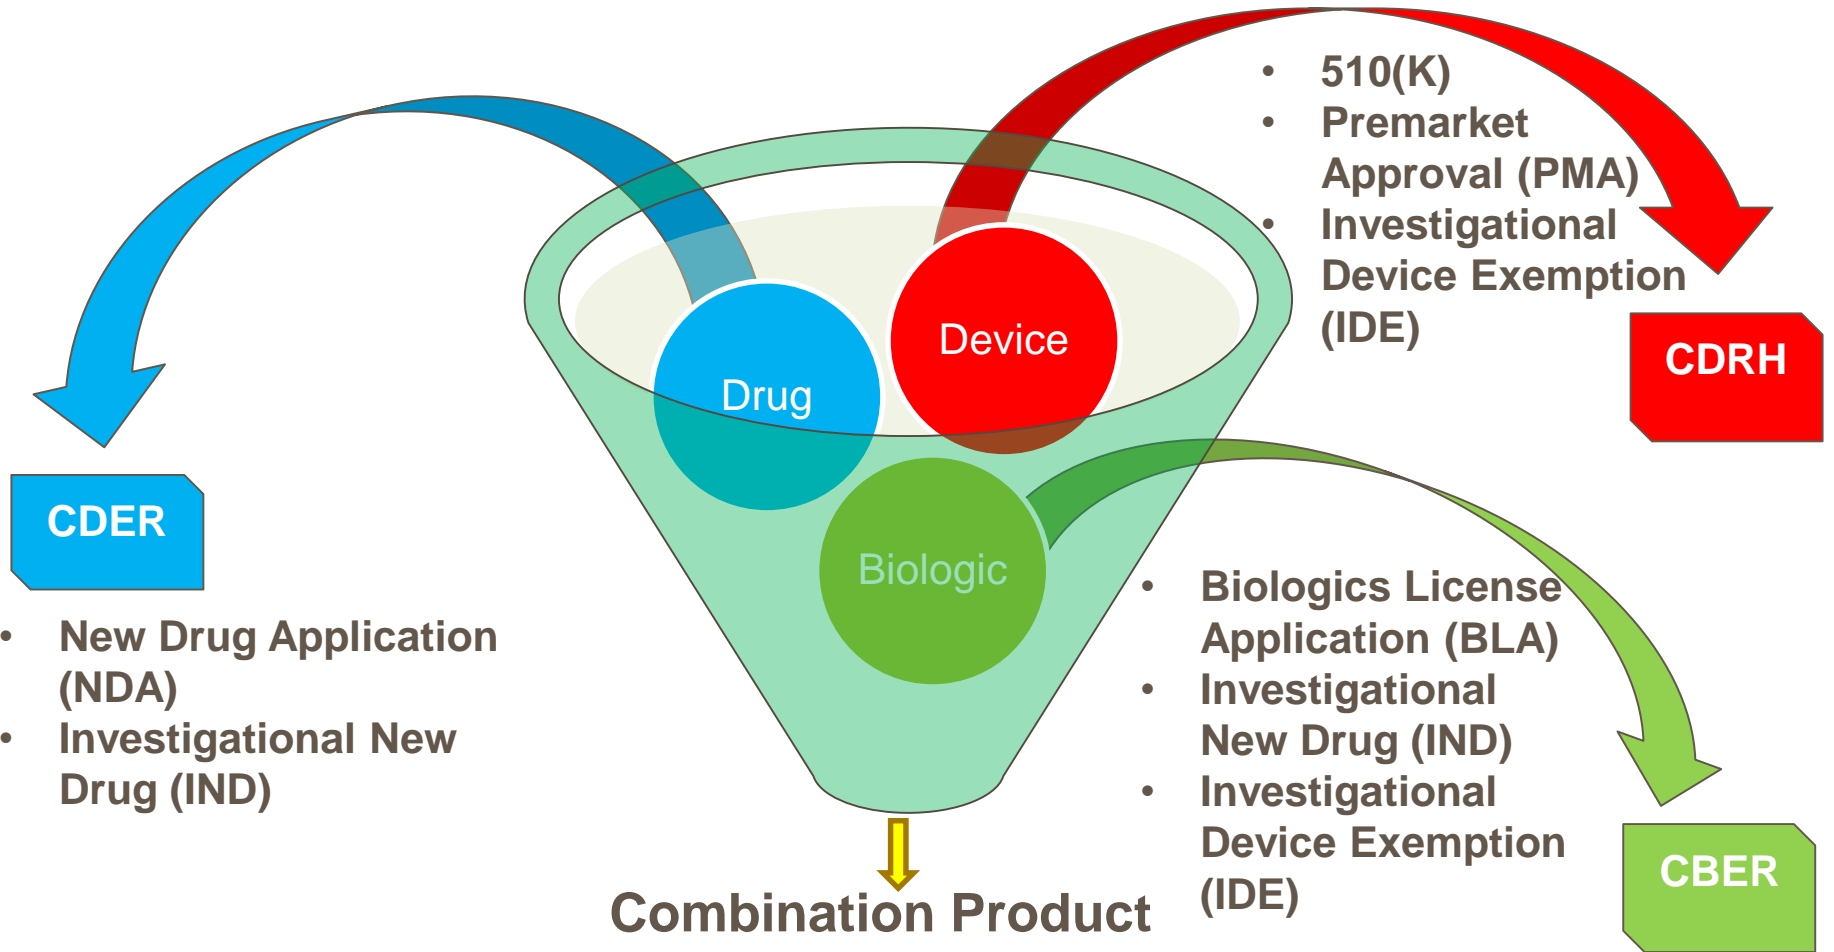 • 510(K)
• Premarket
Approval (PMA)
• Investigational
Device Exemption
(IDE)
CDRH
Device
Drug
CDER
Biologic
• New Drug Application
(NDA)
• Investigational New
Drug (IND)
• Biologics License
Application (BLA)
• Investigational
New Drug (IND)
• Investigational
Device Exemption
(IDE)
CBER
Combination Product